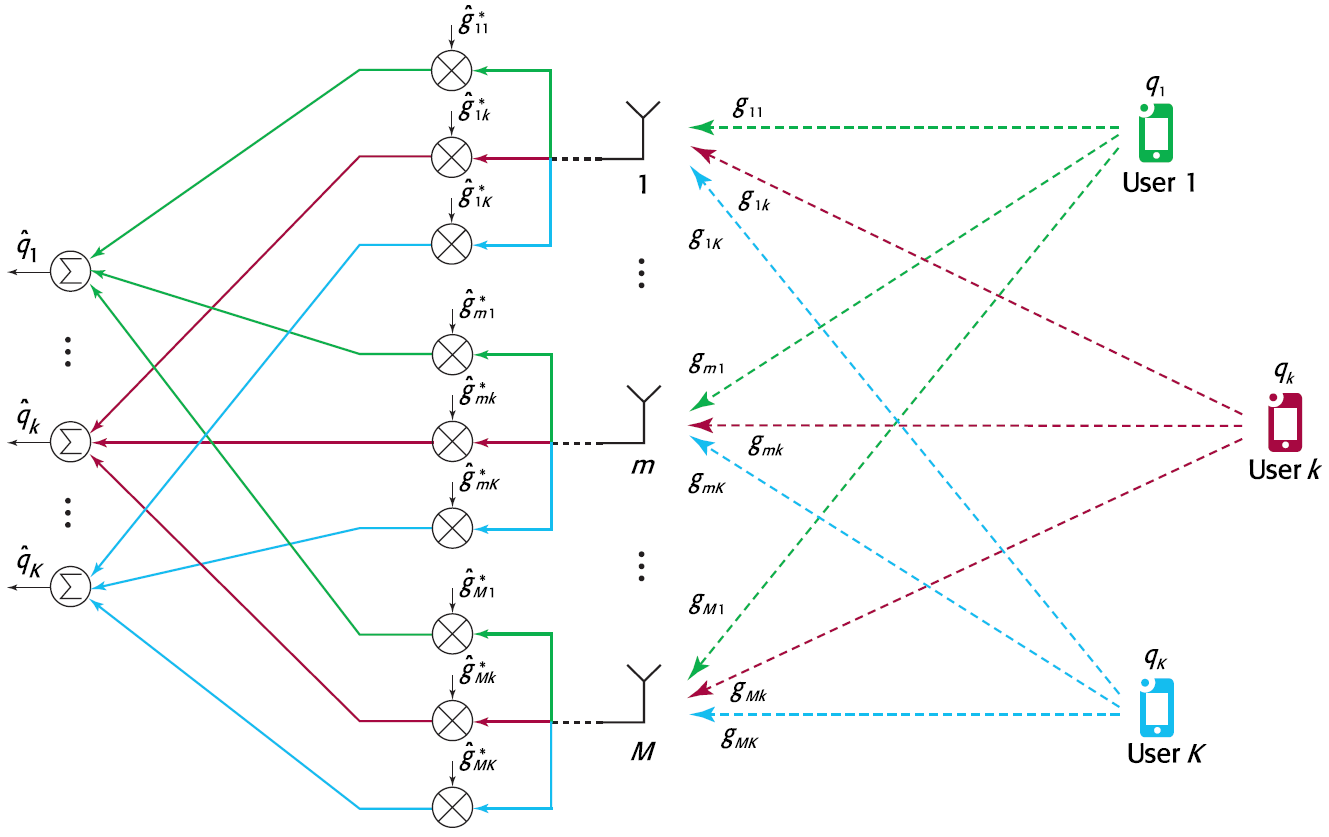 ĝ*₁₁
ĝ*₁k
ĝ*₁K
1
q̂₁
Σ
g₁₁
q₁
User 1
g₁k
g₁K
⋮
ĝ*m1
ĝ*mk
ĝ*mK
m
q̂k
Σ
gm1
gmk
gmK
qk
User k
⋮
q̂K
Σ
ĝ*M1
ĝ*Mk
ĝ*MK
M
gM1
gMk
gMK
qK
User K